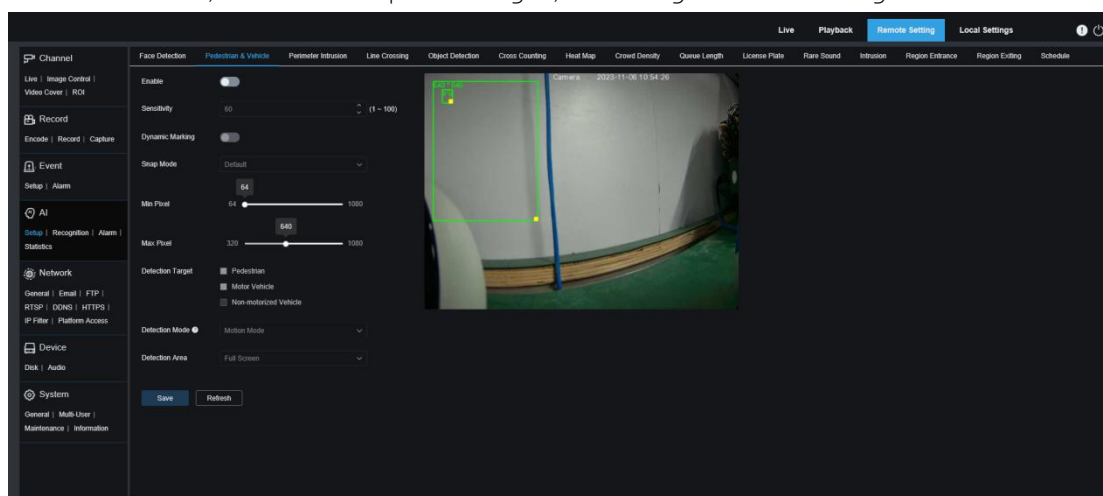 Live Playback Remote Setting Local Settings
Channel
Live | Image Control |
Video Cover | ROI
Record
Encode | Record | Capture
Event
Setup | Alarm
AI
Setup | Recognition | Alarm |
Statistics
Network
General | Email | FTP |
RTSP | DDNS | HTTPS |
IP Filter | Platform Access
Device
Disk | Audio
System
General | Multi-User |
Maintenance | Information
Face Detection Pedestrian & Vehicle Perimeter Intrusion Line Crossing Object Detection Cross Counting Heat Map Crowd Density Queue Length License Plate Rare Sound Intrusion Region Entrance Region Exiting Schedule
Enable
Sensitivity 60 (1 ~ 100)
Dynamic Marking
Snap Mode Default
64
Min Pixel 64 1080
640
Max Pixel 320 1080
Detection Target Pedestrian
Motor Vehicle
Non-motorized Vehicle
Detection Mode Motion Mode
Detection Area Full Screen
Save Refresh
640*640
Camera 2023-11-06 10:54:26